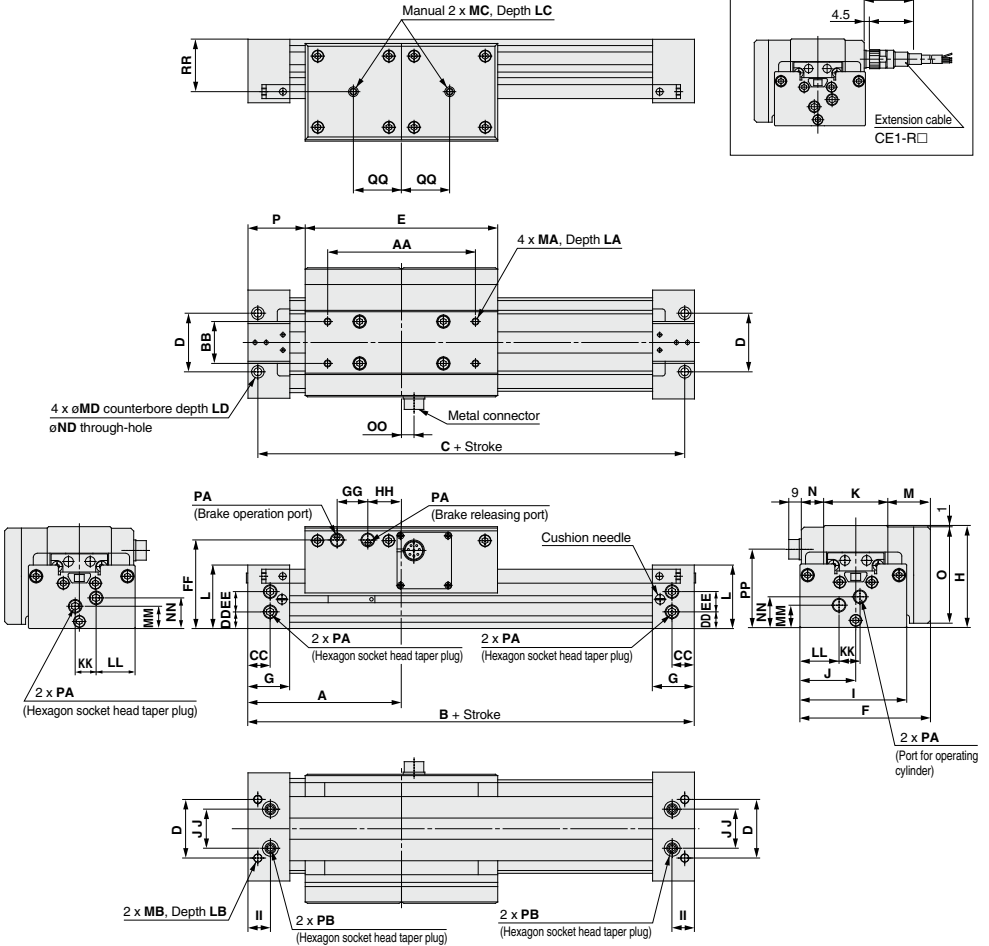 Manual 2 x MC, Depth LC
RR
QQ
QQ
4.5
Extension cable
CE1-R□
P
E
AA
4 x MA, Depth LA
D
BB
D
4 x øMD counterbore depth LD
øND through-hole
Metal connector
OO
C + Stroke
PA
(Brake operation port)
GG
HH
PA
(Brake releasing port)
Cushion needle
FF
L
EE
DD
L
EE
DD
2 x PA
(Hexagon socket head taper plug)
2 x PA
(Hexagon socket head taper plug)
CC
CC
G
G
A
B + Stroke
MM
NN
KK
LL
2 x PA
(Hexagon socket head taper plug)
9
N
K
M
1
PP
NN
MM
O
H
LL
KK
J
I
F
2 x PA
(Port for operating
cylinder)
D
JJ
JJ
D
2 x MB, Depth LB
II
2 x PB
(Hexagon socket head taper plug)
2 x PB
(Hexagon socket head taper plug)
II